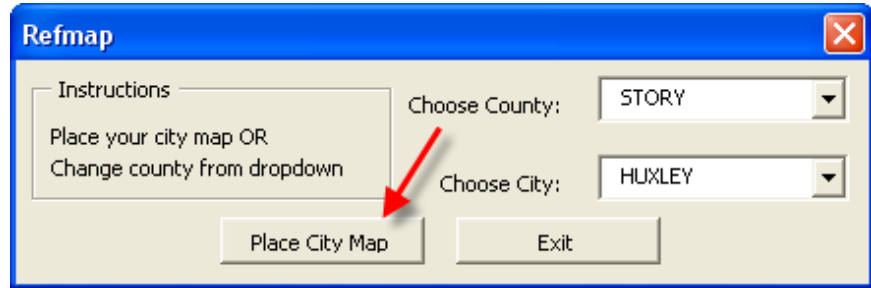 Refmap
Instructions
Place your city map OR
Change county from dropdown
Choose County:
STORY
Choose City:
HUXLEY
Place City Map
Exit